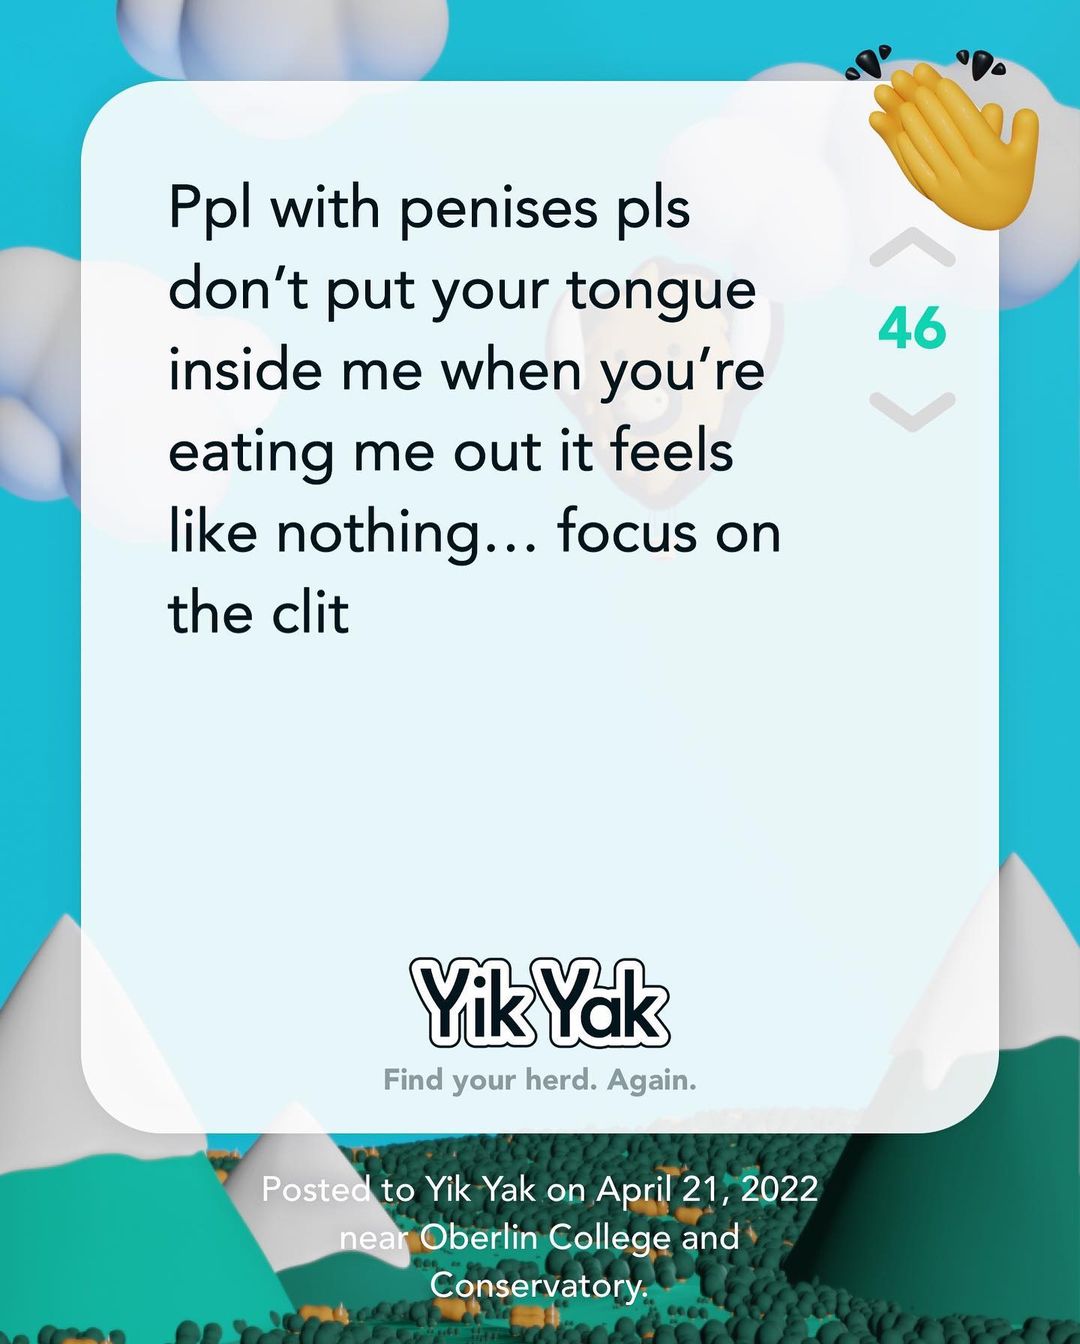 Ppl with penises pls
don’t put your tongue
inside me when you’re
eating me out it feels
like nothing... focus on
the clit
46
Yik Yak
Find your herd. Again.
Posted to Yik Yak on April 21, 2022
near Oberlin College and
Conservatory.